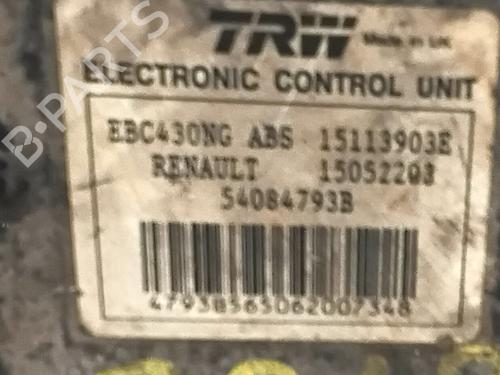 TRW Made in UK
ELECTRONIC CONTROL UNIT
EBC430NG ABS 15113903E
RENAULT 15052203
54084793B
4793B565062007348
B-PARTS